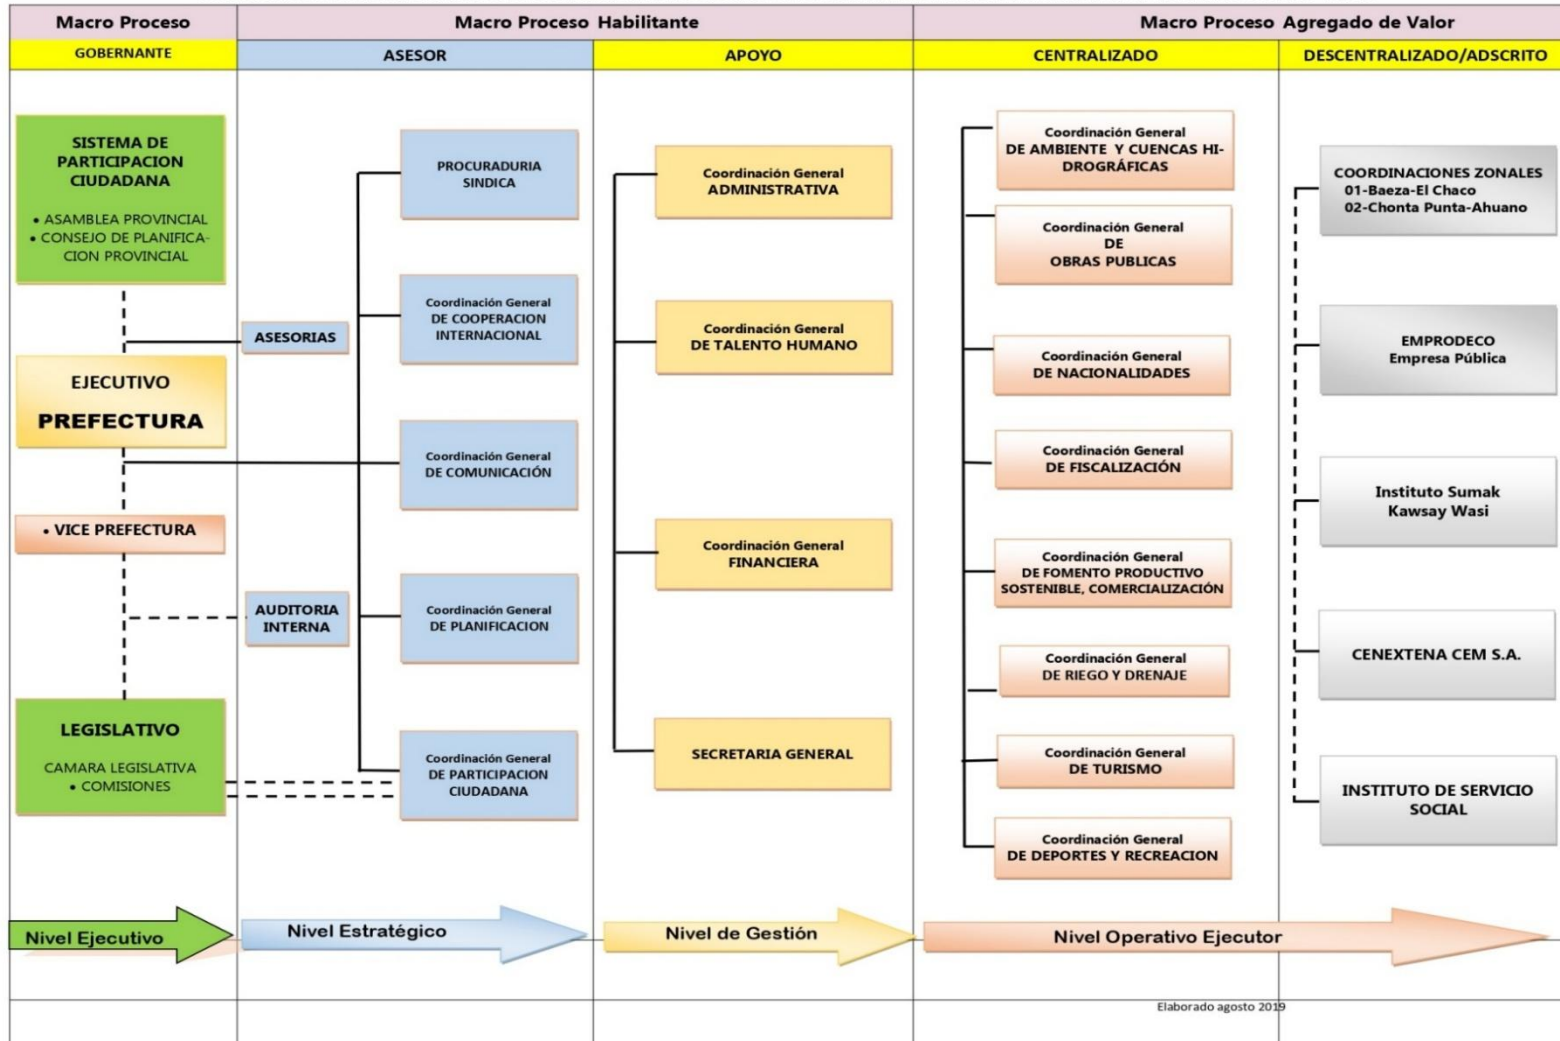 Macro Proceso
Macro Proceso Habilitante
Macro Proceso Agregado de Valor
GOBERNANTE
ASESOR
APOYO
CENTRALIZADO
DESCENTRALIZADO/ADSCRITO
SISTEMA DE
PARTICIPACION
CIUDADANA
• ASAMBLEA PROVINCIAL
• CONSEJO DE PLANIFICA-
CION PROVINCIAL
EJECUTIVO
PREFECTURA
• VICE PREFECTURA
LEGISLATIVO
CAMARA LEGISLATIVA
• COMISIONES
ASESORIAS
AUDITORIA
INTERNA
PROCURADURIA
SINDICA
Coordinación General
DE COOPERACION
INTERNACIONAL
Coordinación General
DE COMUNICACIÓN
Coordinación General
DE PLANIFICACION
Coordinación General
DE PARTICIPACION
CIUDADANA
Coordinación General
ADMINISTRATIVA
Coordinación General
DE TALENTO HUMANO
Coordinación General
FINANCIERA
SECRETARIA GENERAL
Coordinación General
DE AMBIENTE Y CUENCAS HI-
DROGRÁFICAS
Coordinación General
DE
OBRAS PUBLICAS
Coordinación General
DE NACIONALIDADES
Coordinación General
DE FISCALIZACIÓN
Coordinación General
DE FOMENTO PRODUCTIVO
SOSTENIBLE, COMERCIALIZACIÓN
Coordinación General
DE RIEGO Y DRENAJE
Coordinación General
DE TURISMO
Coordinación General
DE DEPORTES Y RECREACION
COORDINACIONES ZONALES
01-Baeza-El Chaco
02-Chonta Punta-Ahuano
EMPRODECO
Empresa Pública
Instituto Sumak
Kawsay Wasi
CENEXTENA CEM S.A.
INSTITUTO DE SERVICIO
SOCIAL
Nivel Ejecutivo
Nivel Estratégico
Nivel de Gestión
Nivel Operativo Ejecutor
Elaborado agosto 2019